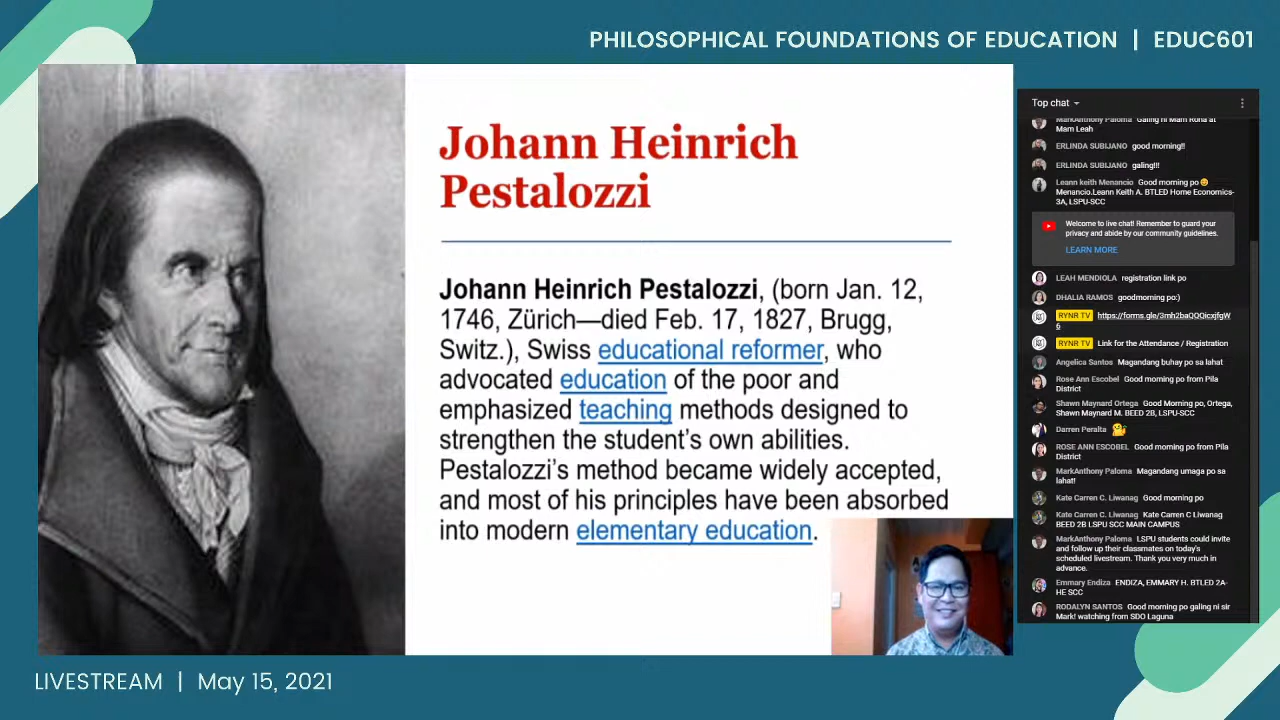 PHILOSOPHICAL FOUNDATIONS OF EDUCATION | EDUC601
Johann Heinrich
Pestalozzi
Johann Heinrich Pestalozzi, (born Jan. 12,
1746, Zürich—died Feb. 17, 1827, Brugg,
Switz.), Swiss educational reformer, who
advocated education of the poor and
emphasized teaching methods designed to
strengthen the student's own abilities.
Pestalozzi's method became widely accepted,
and most of his principles have been absorbed
into modern elementary education.
Top chat
MarkAnthony Paloma Galing ni Mam Rona at
Mam Leah
ERLINDA SUBIJANO good morning!!
ERLINDA SUBIJANO galing!!!
Leann keith Menancio Good morning po😊
Menancio.Leann Keith A. BTLED Home Economics-
3A, LSPU-SCC
Welcome to live chat! Remember to guard your
privacy and abide by our community guidelines.
LEARN MORE
LEAH MENDIOLA registration link po
DHALIA RAMOS goodmorning po:)
RYNR TV
RYNR TV Link for the Attendance / Registration
Angelica Santos Magandang buhay po sa lahat
Rose Ann Escobel Good morning po from Pila
District
Shawn Maynard Ortega Good Morning po, Ortega,
Shawn Maynard M. BEED 2B, LSPU-SCC
Darren Peralta
ROSE ANN ESCOBEL Good morning po from Pila
District
MarkAnthony Paloma Magandang umaga po sa
lahat!
Kate Carren C. Liwanag Good morning po
Kate Carren C. Liwanag Kate Carren C Liwanag
BEED 2B LSPU SCC MAIN CAMPUS
MarkAnthony Paloma LSPU students could invite
and follow up their classmates on today's
scheduled livestream. Thank you very much in
advance.
Emmary Endiza ENDIZA, EMMARY H. BTLED 2A-
HE SCC
RODALYN SANTOS Good morning po galing ni sir
Mark! watching from SDO Laguna
LIVESTREAM | May 15, 2021